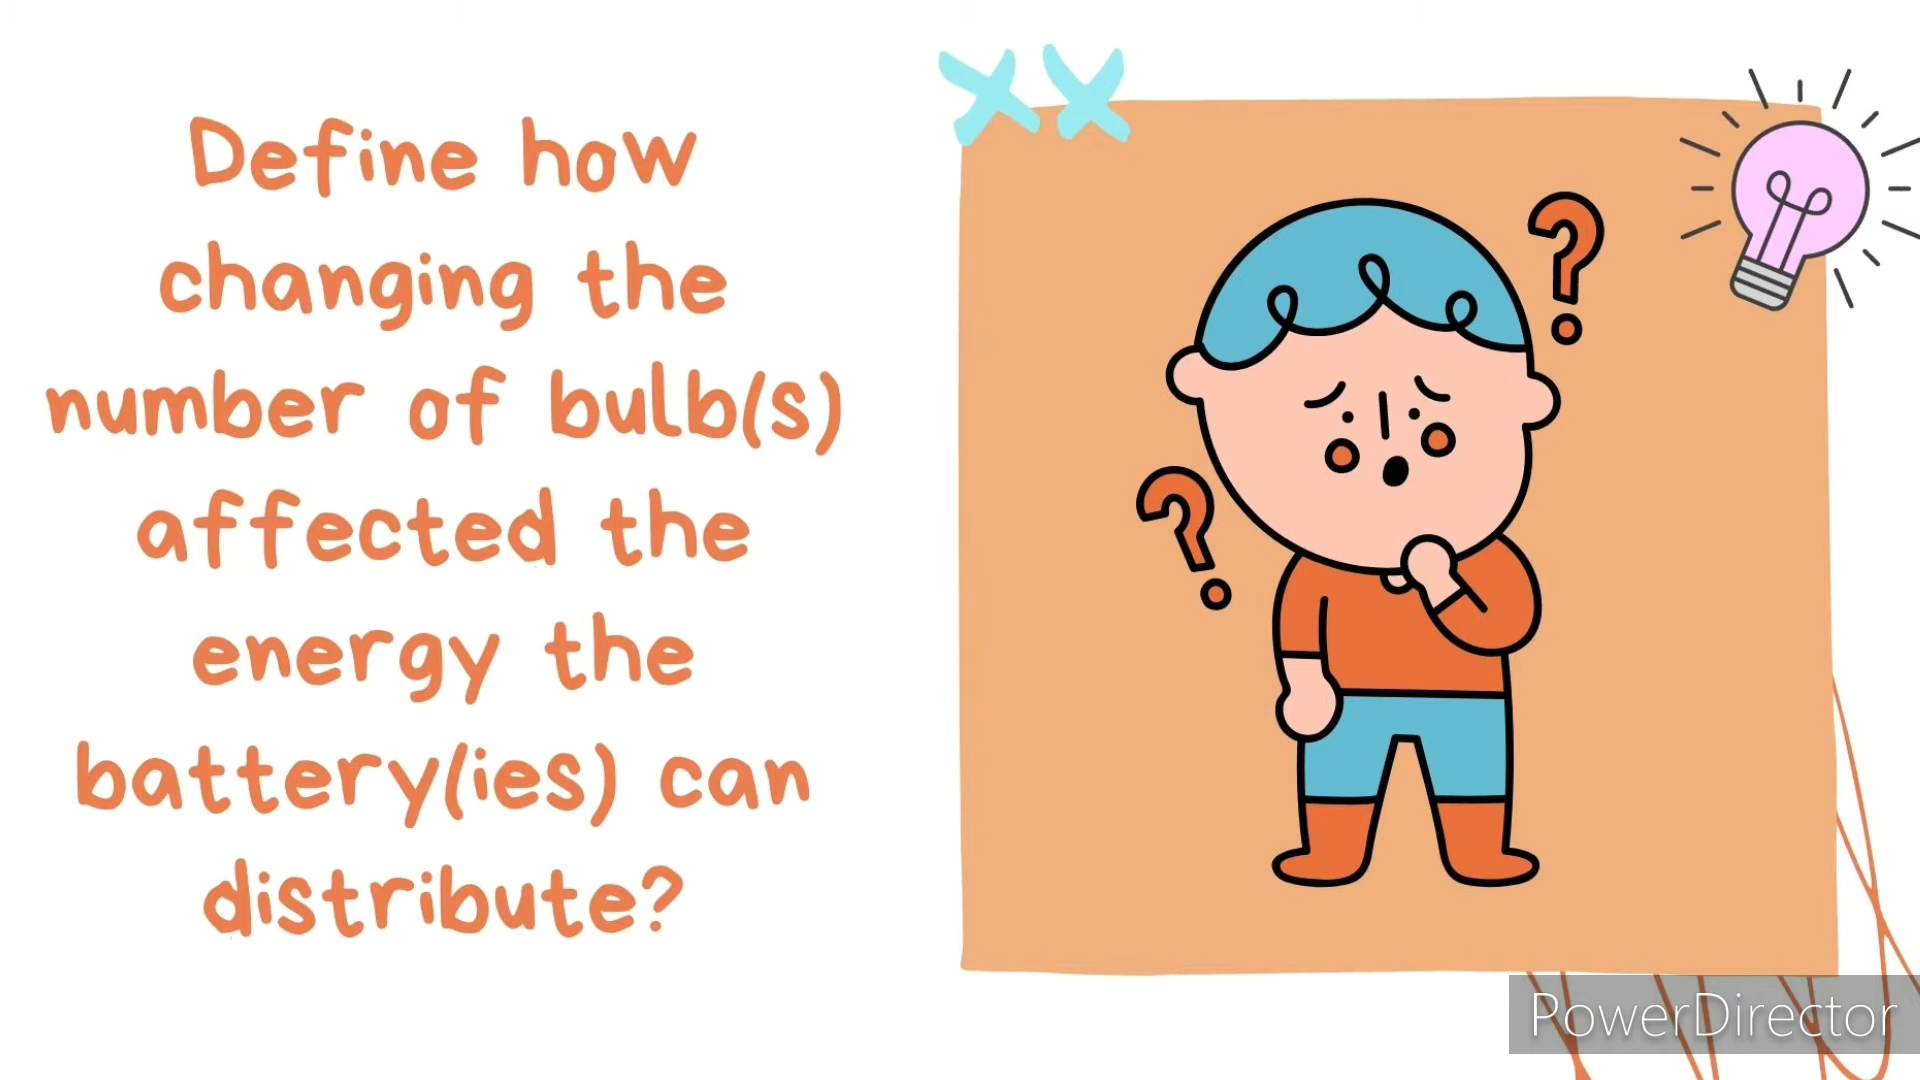 Define how
changing the
number of bulb(s)
affected the
energy the
battery(ies) can
distribute?
?
?
PowerDirector